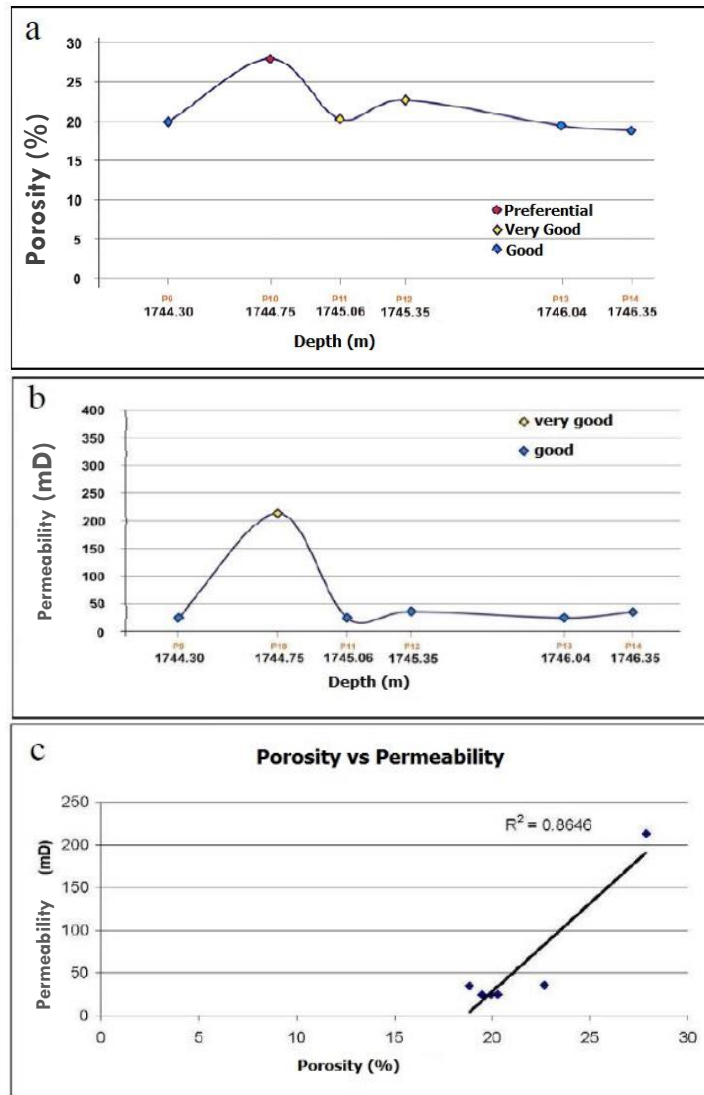 a
30
25
20
15
10
5
0
Porosity (%)
Preferential
Very Good
Good
P9 P10 P11 P12 P13 P14
1744.30 1744.75 1745.06 1745.35 1746.04 1746.35
Depth (m)
b
400
350
300
250
200
150
100
50
0
Permeability (mD)
very good
good
P9 P10 P11 P12 P13 P14
1744.30 1744.75 1745.06 1745.35 1746.04 1746.35
Depth (m)
c
Porosity vs Permeability
250
200
150
100
50
0
Permeability (mD)
R² = 0.8646
0 5 10 15 20 25 30
Porosity (%)